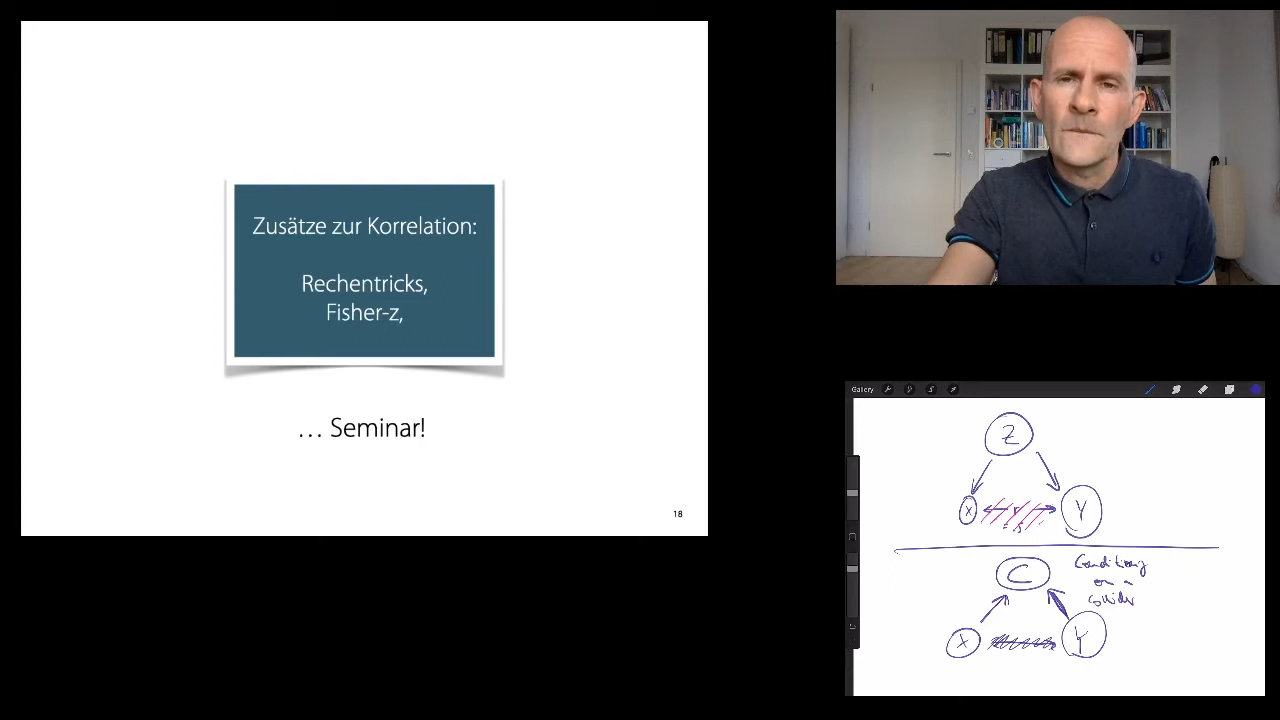 Zusätze zur Korrelation:
Rechentricks,
Fisher-z,
… Seminar!
18
Gallery
Z
X
Y
C
Conditioning
on a
collider
X
Y